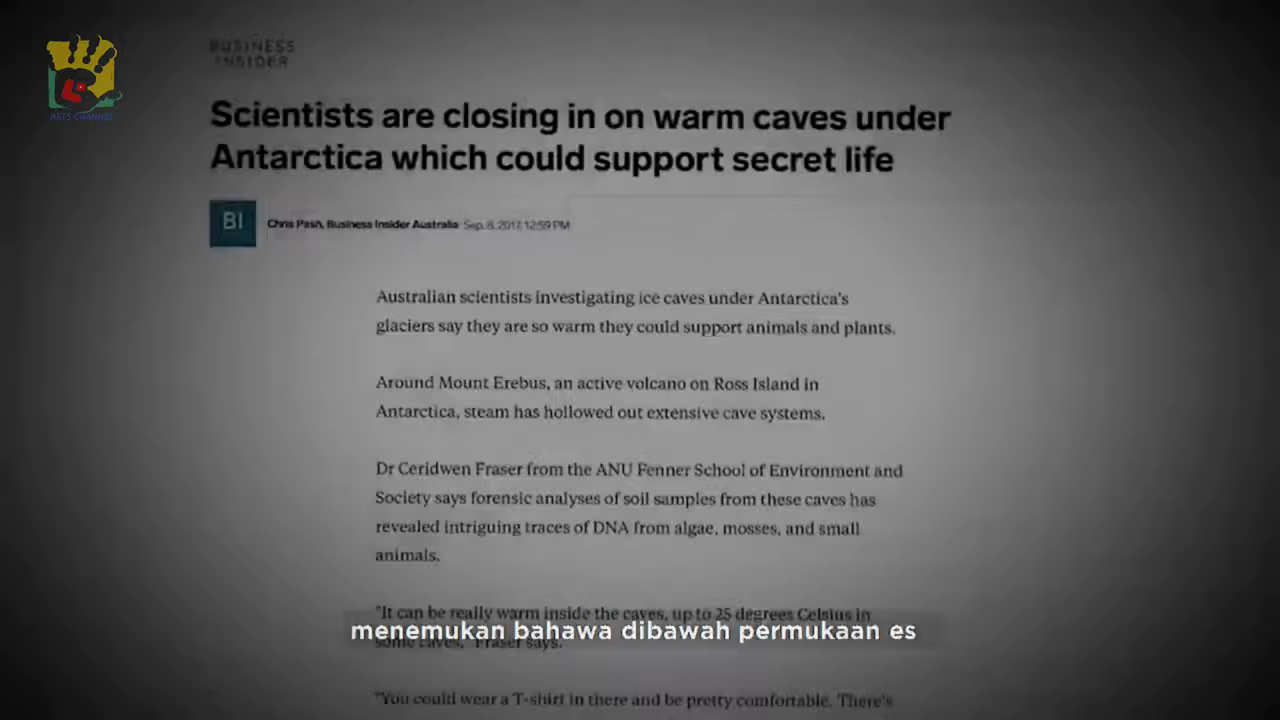 BUSINESS
INSIDER
ARTS CHANNEL
Scientists are closing in on warm caves under
Antarctica which could support secret life
BI
Chris Pash, Business Insider Australia Sep. 8, 2017, 12:59 PM
Australian scientists investigating ice caves under Antarctica's
glaciers say they are so warm they could support animals and plants.
Around Mount Erebus, an active volcano on Ross Island in
Antarctica, steam has hollowed out extensive cave systems.
Dr Ceridwen Fraser from the ANU Fenner School of Environment and
Society says forensic analyses of soil samples from these caves has
revealed intriguing traces of DNA from algae, mosses, and small
animals.
"It can be really warm inside the caves, up to 25 degrees Celsius in
some caves," Fraser says.
menemukan bahawa dibawah permukaan es
"You could wear a T-shirt in there and be pretty comfortable. There's